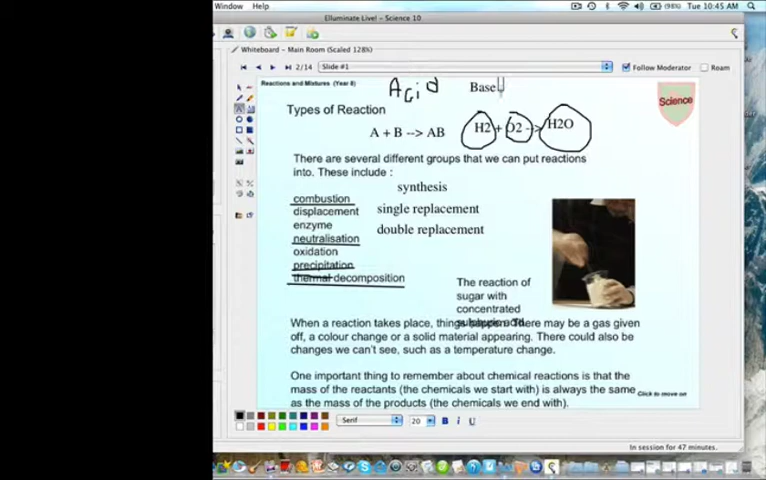 Window Help
(98%) Tue 10:45 AM
Elluminate Live! - Science 10
Whiteboard - Main Room (Scaled 128%)
2/14 Slide #1 Follow Moderator Roam
Reactions and Mixtures (Year 8)
Acid Base
Science
Types of Reaction
A + B --> AB H2 + O2 --> H2O
There are several different groups that we can put reactions
into. These include :
synthesis
combustion
displacement single replacement
enzyme
neutralisation double replacement
oxidation
precipitation
thermal decomposition
The reaction of
sugar with
concentrated
sulphuric acid
When a reaction takes place, things happen. There may be a gas given
off, a colour change or a solid material appearing. There could also be
changes we can't see, such as a temperature change.
One important thing to remember about chemical reactions is that the
mass of the reactants (the chemicals we start with) is always the same
as the mass of the products (the chemicals we end with).
Click to move on
Serif 20 B i U
In session for 47 minutes.